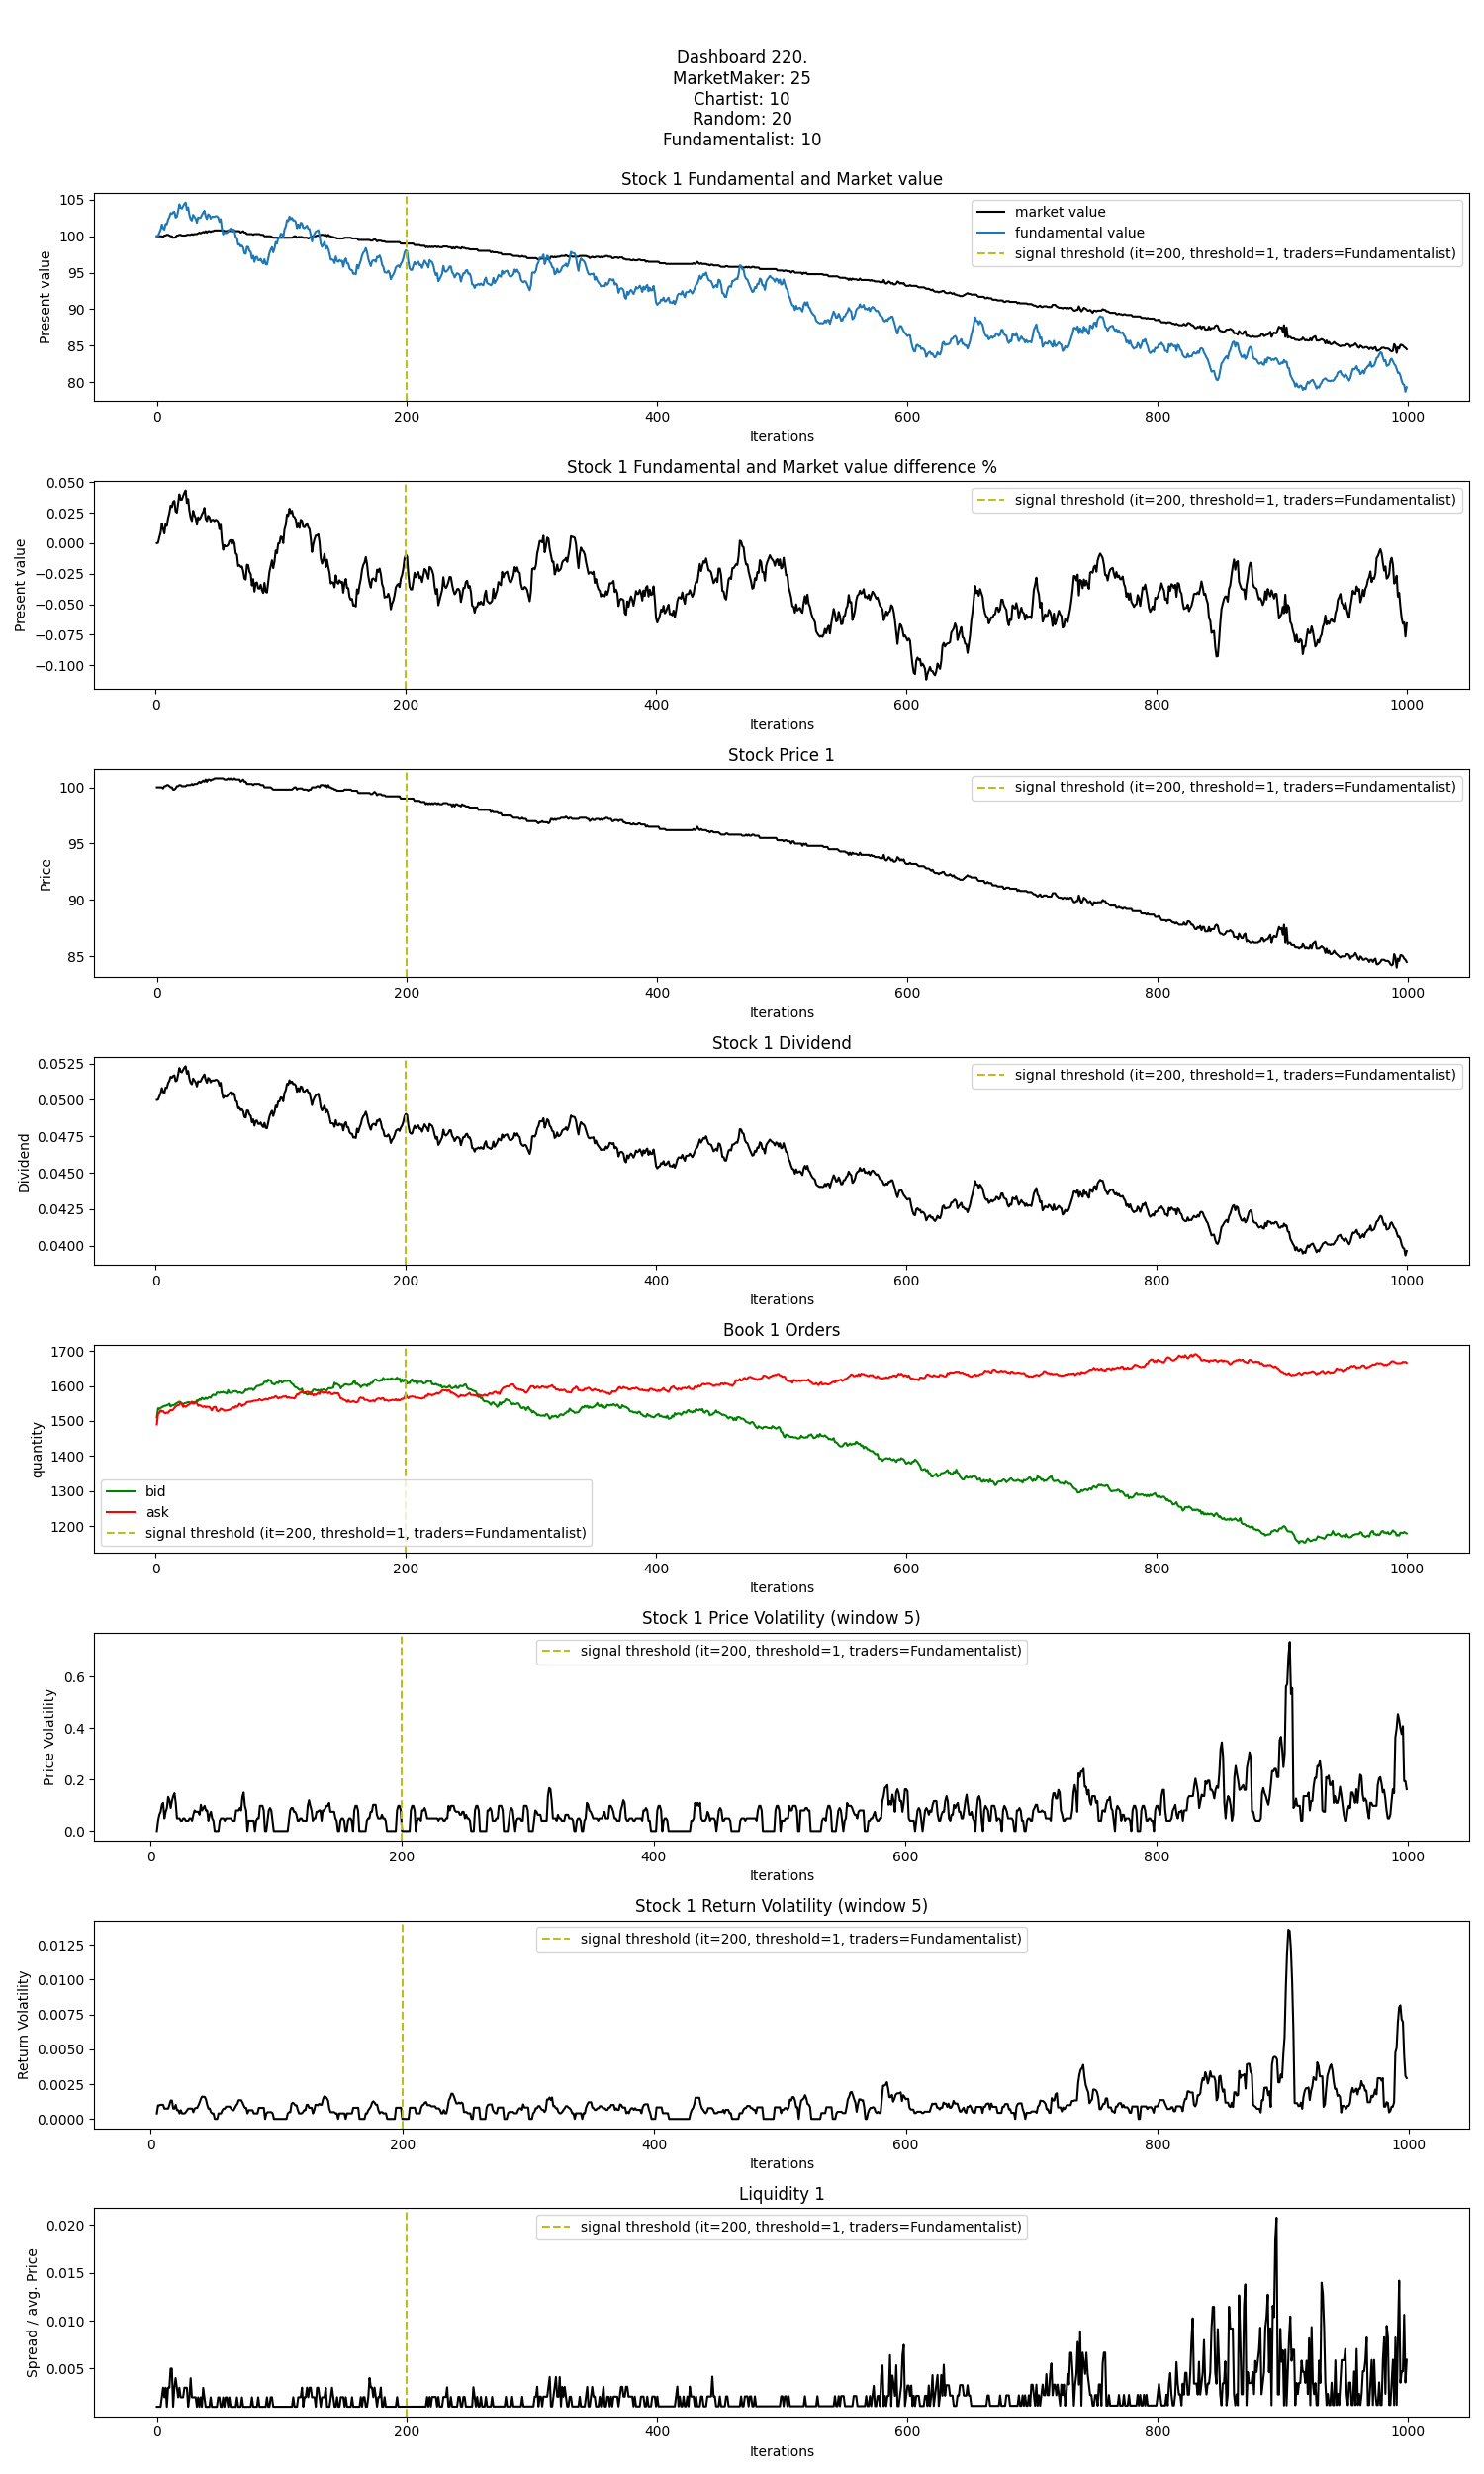 Dashboard 220.
MarketMaker: 25
Chartist: 10
Random: 20
Fundamentalist: 10
Stock 1 Fundamental and Market value
105
100
95
90
85
80
Present value
market value
fundamental value
signal threshold (it=200, threshold=1, traders=Fundamentalist)
0 200 400 600 800 1000
Iterations
Stock 1 Fundamental and Market value difference %
0.050
0.025
0.000
−0.025
−0.050
−0.075
−0.100
Present value
signal threshold (it=200, threshold=1, traders=Fundamentalist)
0 200 400 600 800 1000
Iterations
Stock Price 1
100
95
90
85
Price
signal threshold (it=200, threshold=1, traders=Fundamentalist)
0 200 400 600 800 1000
Iterations
Stock 1 Dividend
0.0525
0.0500
0.0475
0.0450
0.0425
0.0400
Dividend
signal threshold (it=200, threshold=1, traders=Fundamentalist)
0 200 400 600 800 1000
Iterations
Book 1 Orders
1700
1600
1500
1400
1300
1200
quantity
bid
ask
signal threshold (it=200, threshold=1, traders=Fundamentalist)
0 200 400 600 800 1000
Iterations
Stock 1 Price Volatility (window 5)
0.6
0.4
0.2
0.0
Price Volatility
signal threshold (it=200, threshold=1, traders=Fundamentalist)
0 200 400 600 800 1000
Iterations
Stock 1 Return Volatility (window 5)
0.0125
0.0100
0.0075
0.0050
0.0025
0.0000
Return Volatility
signal threshold (it=200, threshold=1, traders=Fundamentalist)
0 200 400 600 800 1000
Iterations
Liquidity 1
0.020
0.015
0.010
0.005
Spread / avg. Price
signal threshold (it=200, threshold=1, traders=Fundamentalist)
0 200 400 600 800 1000
Iterations